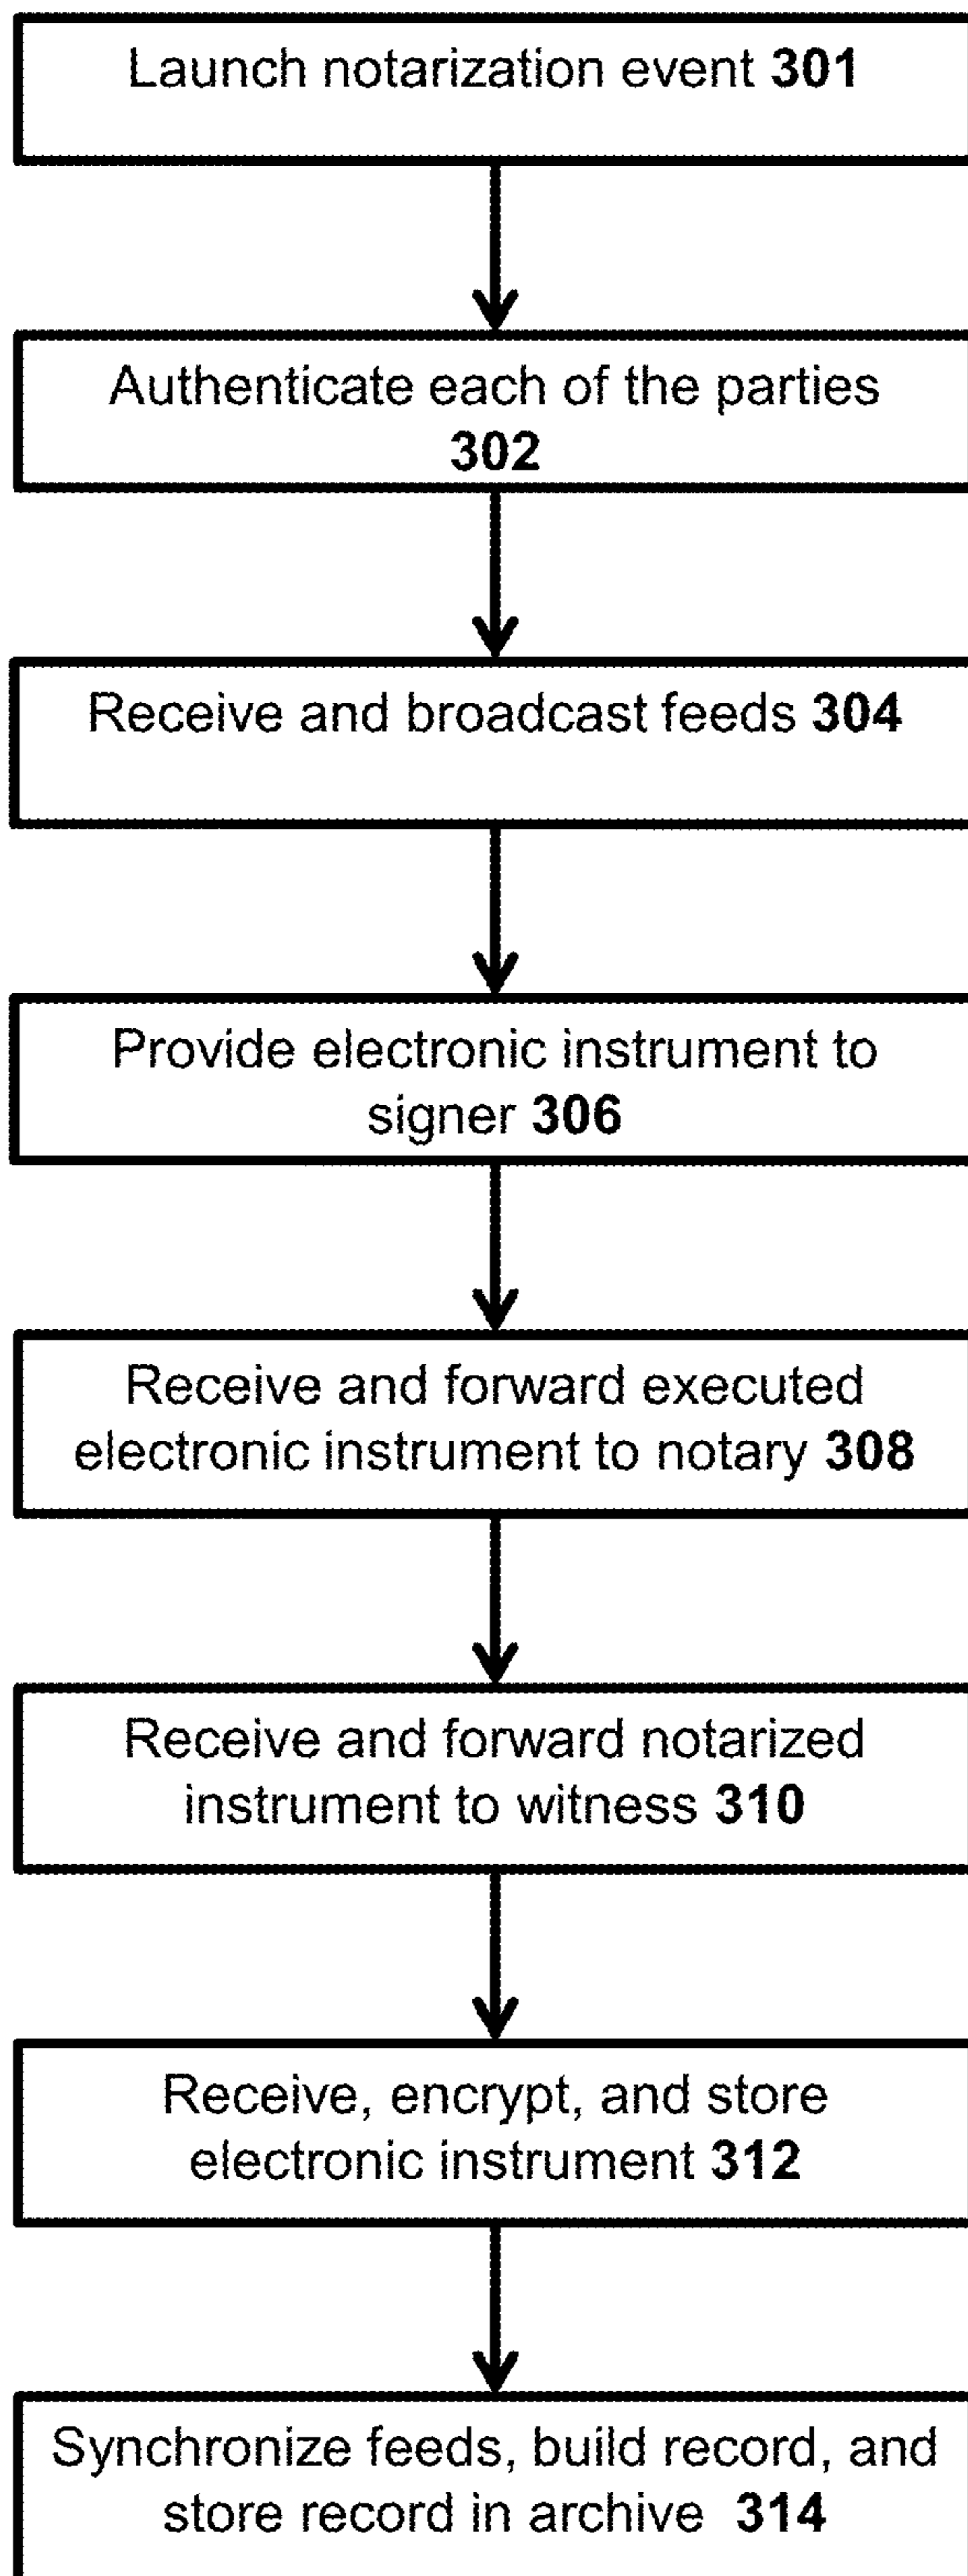 Launch notarization event 301
Authenticate each of the parties
302
Receive and broadcast feeds 304
Provide electronic instrument to
signer 306
Receive and forward executed
electronic instrument to notary 308
Receive and forward notarized
instrument to witness 310
Receive, encrypt, and store
electronic instrument 312
Synchronize feeds, build record, and
store record in archive 314